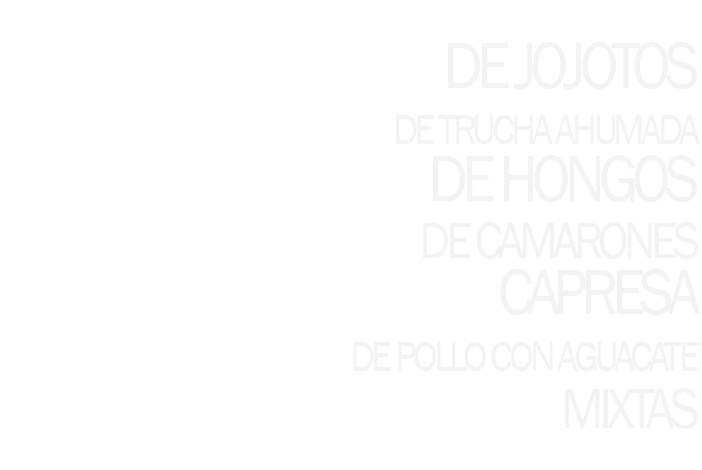 DE JOJOTOS
DE TRUCHA AHUMADA
DE HONGOS
DE CAMARONES
CAPRESA
DE POLLO CON AGUACATE
MIXTAS